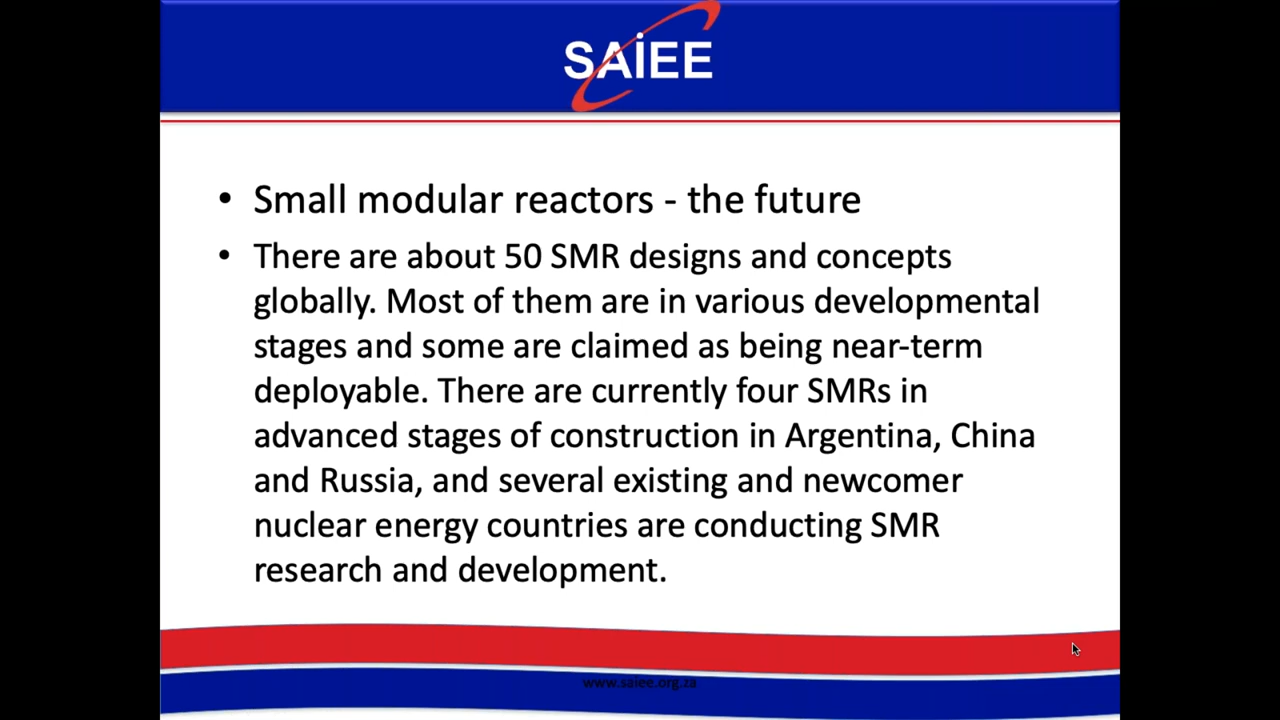 SAiEE
• Small modular reactors - the future
• There are about 50 SMR designs and concepts
globally. Most of them are in various developmental
stages and some are claimed as being near-term
deployable. There are currently four SMRs in
advanced stages of construction in Argentina, China
and Russia, and several existing and newcomer
nuclear energy countries are conducting SMR
research and development.
www.saiee.org.za